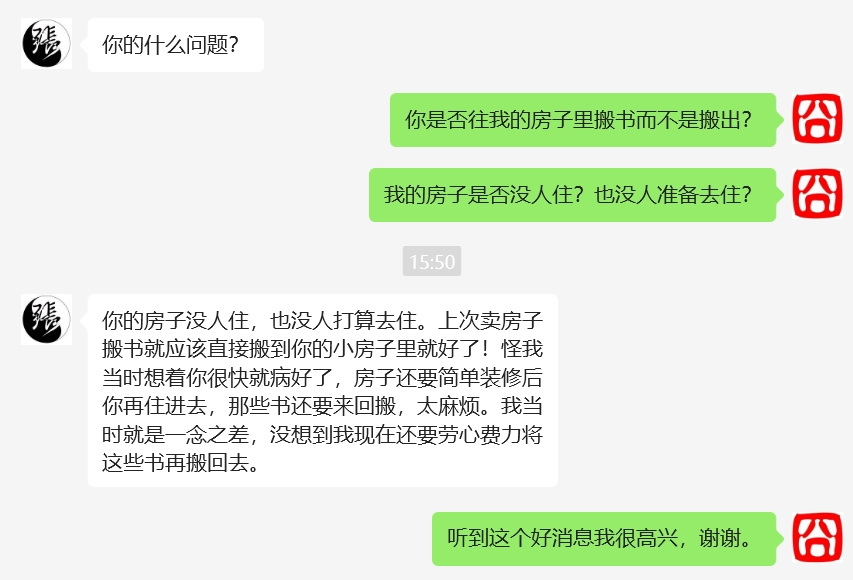 張
你的什么问题？
你是否往我的房子里搬书而不是搬出？
囧
我的房子是否没人住？也没人准备去住？
囧
15:50
張
你的房子没人住，也没人打算去住。上次卖房子
搬书就应该直接搬到你的小房子里就好了！怪我
当时想着你很快就病好了，房子还要简单装修后
你再住进去，那些书还要来回搬，太麻烦。我当
时就是一念之差，没想到我现在还要劳心费力将
这些书再搬回去。
听到这个好消息我很高兴，谢谢。
囧